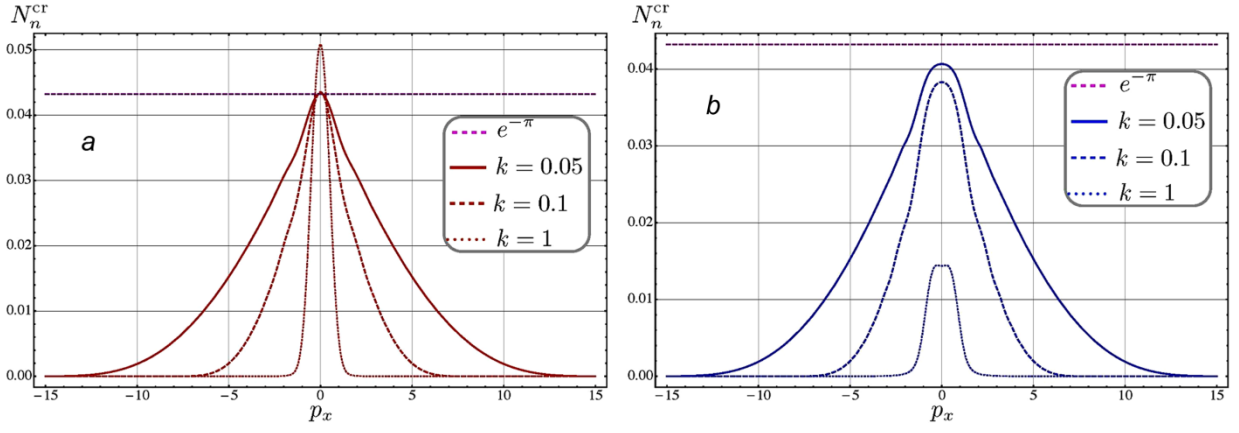 N_n^cr
0.05
0.04
0.03
0.02
0.01
0.00
a
e^{-π}
k = 0.05
k = 0.1
k = 1
−15 −10 −5 0 5 10 15
p_x
N_n^cr
0.04
0.03
0.02
0.01
0.00
b
e^{-π}
k = 0.05
k = 0.1
k = 1
−15 −10 −5 0 5 10 15
p_x